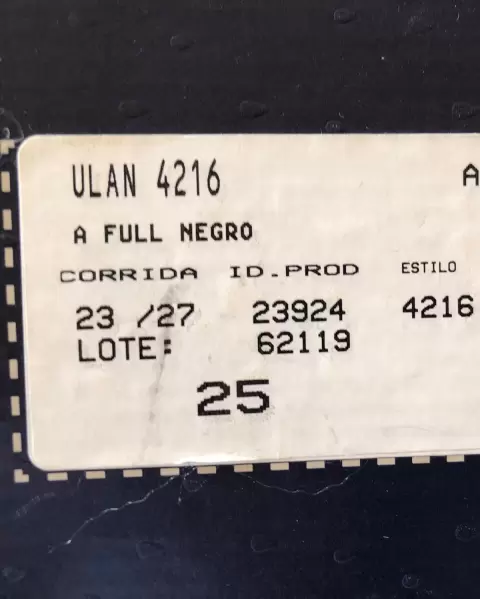 ULAN 4216 A
A FULL NEGRO
CORRIDA ID.PROD ESTILO
23 /27 23924 4216
LOTE: 62119
25